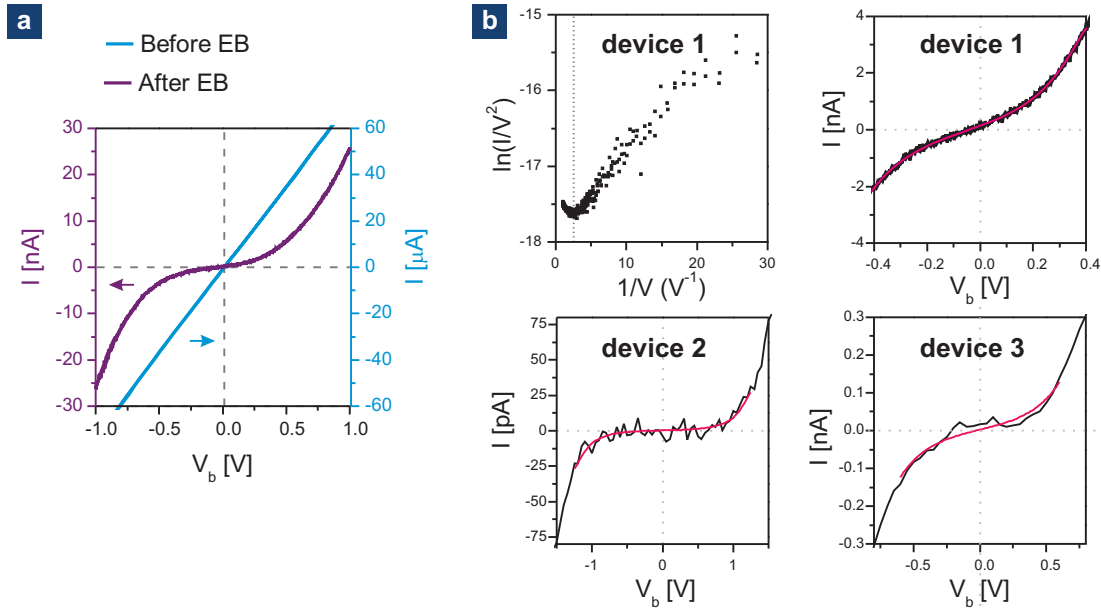 a
Before EB
After EB
30
20
10
0
-10
-20
-30
I [nA]
60
40
20
0
-20
-40
-60
I [µA]
-1.0 -0.5 0.0 0.5 1.0
V_b [V]
b
device 1
-15
-16
-17
-18
ln(I/V²)
0 5 10 15 20 25 30
1/V (V⁻¹)
device 1
4
2
0
-2
-4
I [nA]
-0.4 -0.2 0.0 0.2 0.4
V_b [V]
device 2
75
50
25
0
-25
-50
-75
I [pA]
-1 0 1
V_b [V]
device 3
0.3
0.2
0.1
0.0
-0.1
-0.2
-0.3
I [nA]
-0.5 0.0 0.5
V_b [V]